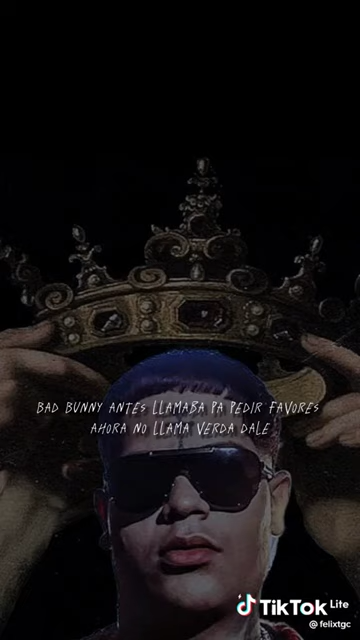 BAD BUNNY ANTES LLAMABA PA PEDIR FAVORES
AHORA NO LLAMA VERDA DALE
TikTok Lite
@felixtgc